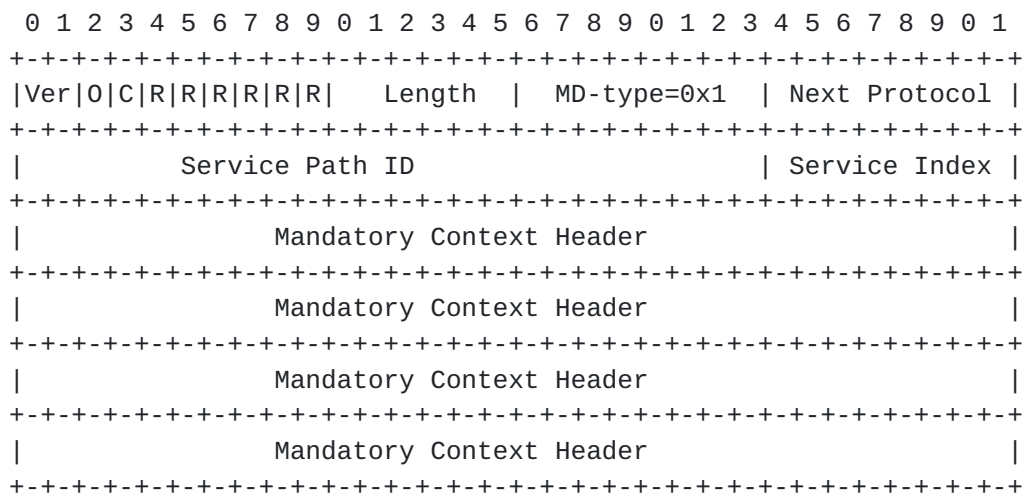 0 1 2 3 4 5 6 7 8 9 0 1 2 3 4 5 6 7 8 9 0 1 2 3 4 5 6 7 8 9 0 1
+-+-+-+-+-+-+-+-+-+-+-+-+-+-+-+-+-+-+-+-+-+-+-+-+-+-+-+-+-+-+-+-+
|Ver|O|C|R|R|R|R|R|R|   Length  |  MD-type=0x1  | Next Protocol |
+-+-+-+-+-+-+-+-+-+-+-+-+-+-+-+-+-+-+-+-+-+-+-+-+-+-+-+-+-+-+-+-+
|          Service Path ID                      | Service Index |
+-+-+-+-+-+-+-+-+-+-+-+-+-+-+-+-+-+-+-+-+-+-+-+-+-+-+-+-+-+-+-+-+
|                Mandatory Context Header                       |
+-+-+-+-+-+-+-+-+-+-+-+-+-+-+-+-+-+-+-+-+-+-+-+-+-+-+-+-+-+-+-+-+
|                Mandatory Context Header                       |
+-+-+-+-+-+-+-+-+-+-+-+-+-+-+-+-+-+-+-+-+-+-+-+-+-+-+-+-+-+-+-+-+
|                Mandatory Context Header                       |
+-+-+-+-+-+-+-+-+-+-+-+-+-+-+-+-+-+-+-+-+-+-+-+-+-+-+-+-+-+-+-+-+
|                Mandatory Context Header                       |
+-+-+-+-+-+-+-+-+-+-+-+-+-+-+-+-+-+-+-+-+-+-+-+-+-+-+-+-+-+-+-+-+